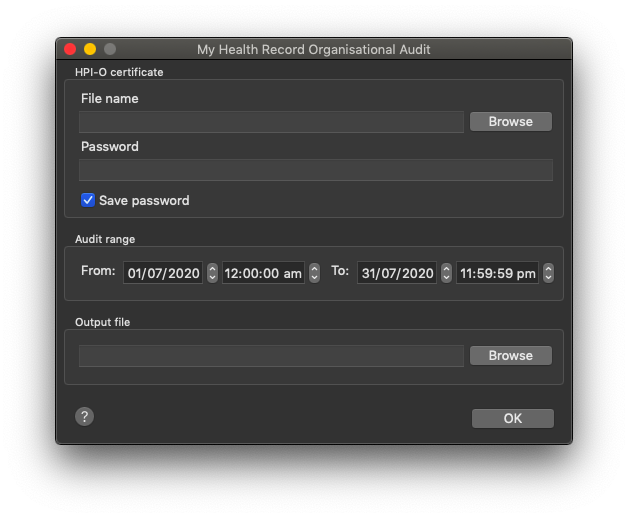 My Health Record Organisational Audit
HPI-O certificate
File name
Browse
Password
Save password
Audit range
From: 01/07/2020 12:00:00 am To: 31/07/2020 11:59:59 pm
Output file
Browse
? OK